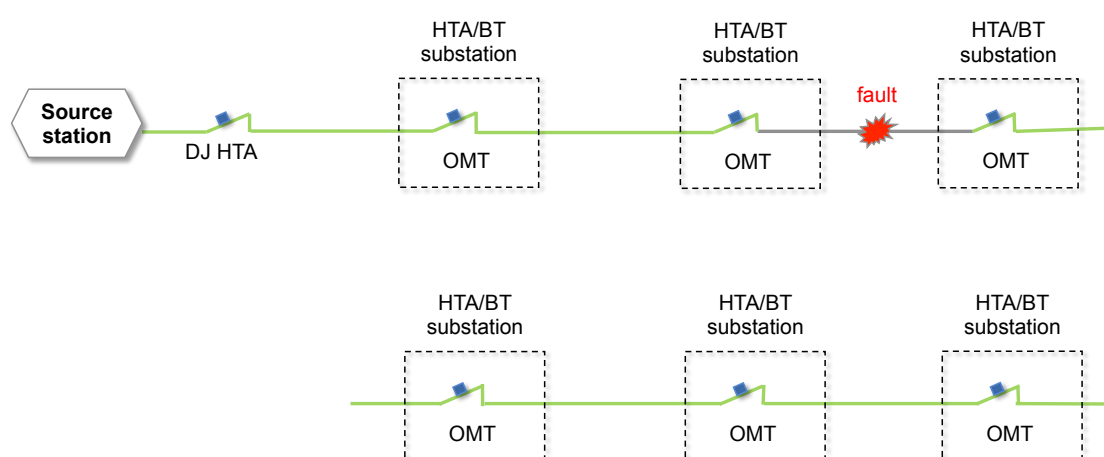 HTA/BT
substation
HTA/BT
substation
HTA/BT
substation
Source
station
fault
DJ HTA
OMT
OMT
OMT
HTA/BT
substation
HTA/BT
substation
HTA/BT
substation
OMT
OMT
OMT